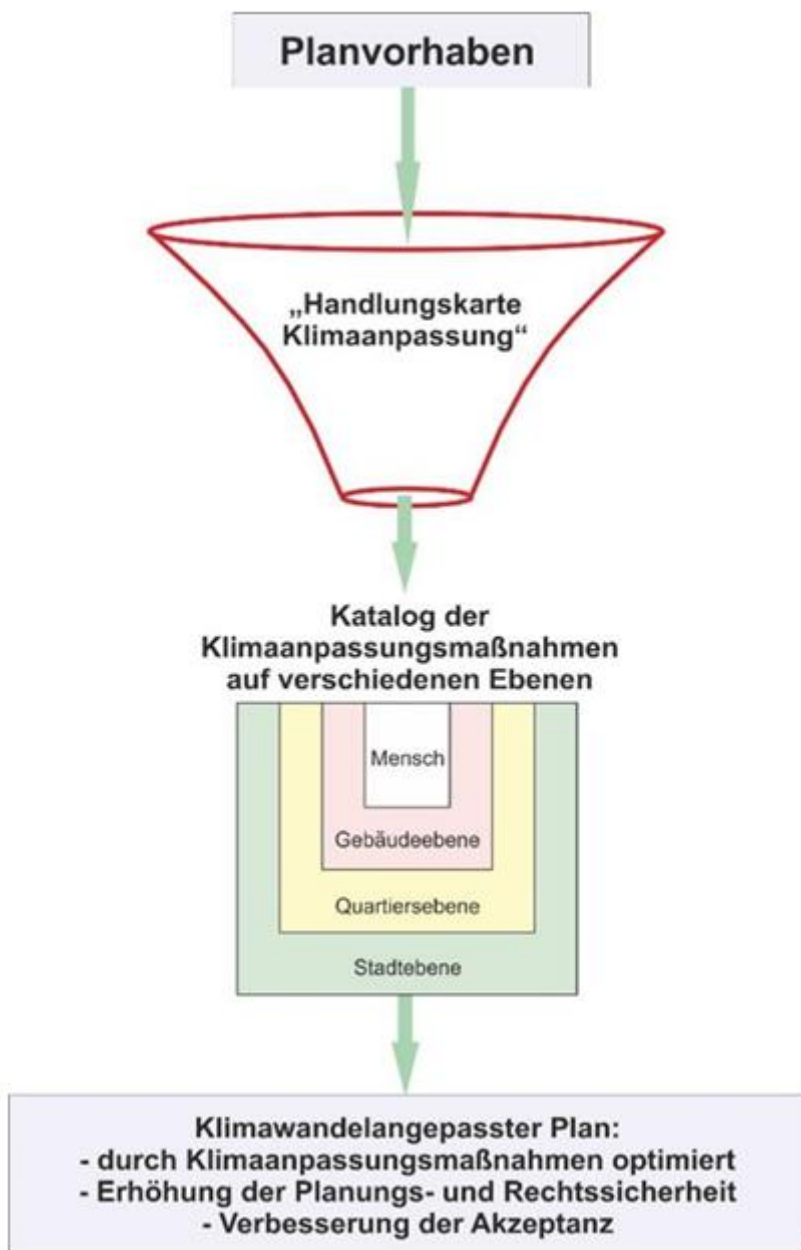 Planvorhaben
„Handlungskarte
Klimaanpassung“
Katalog der
Klimaanpassungsmaßnahmen
auf verschiedenen Ebenen
Mensch
Gebäudeebene
Quartiersebene
Stadtebene
Klimawandelangepasster Plan:
- durch Klimaanpassungsmaßnahmen optimiert
- Erhöhung der Planungs- und Rechtssicherheit
- Verbesserung der Akzeptanz